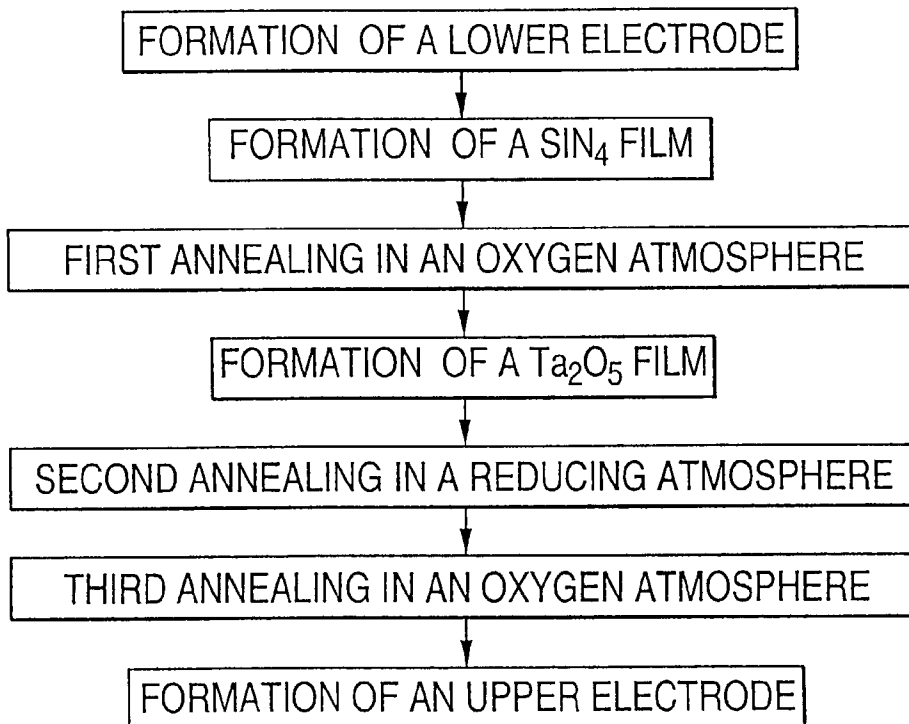 FORMATION OF A LOWER ELECTRODE
FORMATION OF A SIN₄ FILM
FIRST ANNEALING IN AN OXYGEN ATMOSPHERE
FORMATION OF A Ta₂O₅ FILM
SECOND ANNEALING IN A REDUCING ATMOSPHERE
THIRD ANNEALING IN AN OXYGEN ATMOSPHERE
FORMATION OF AN UPPER ELECTRODE